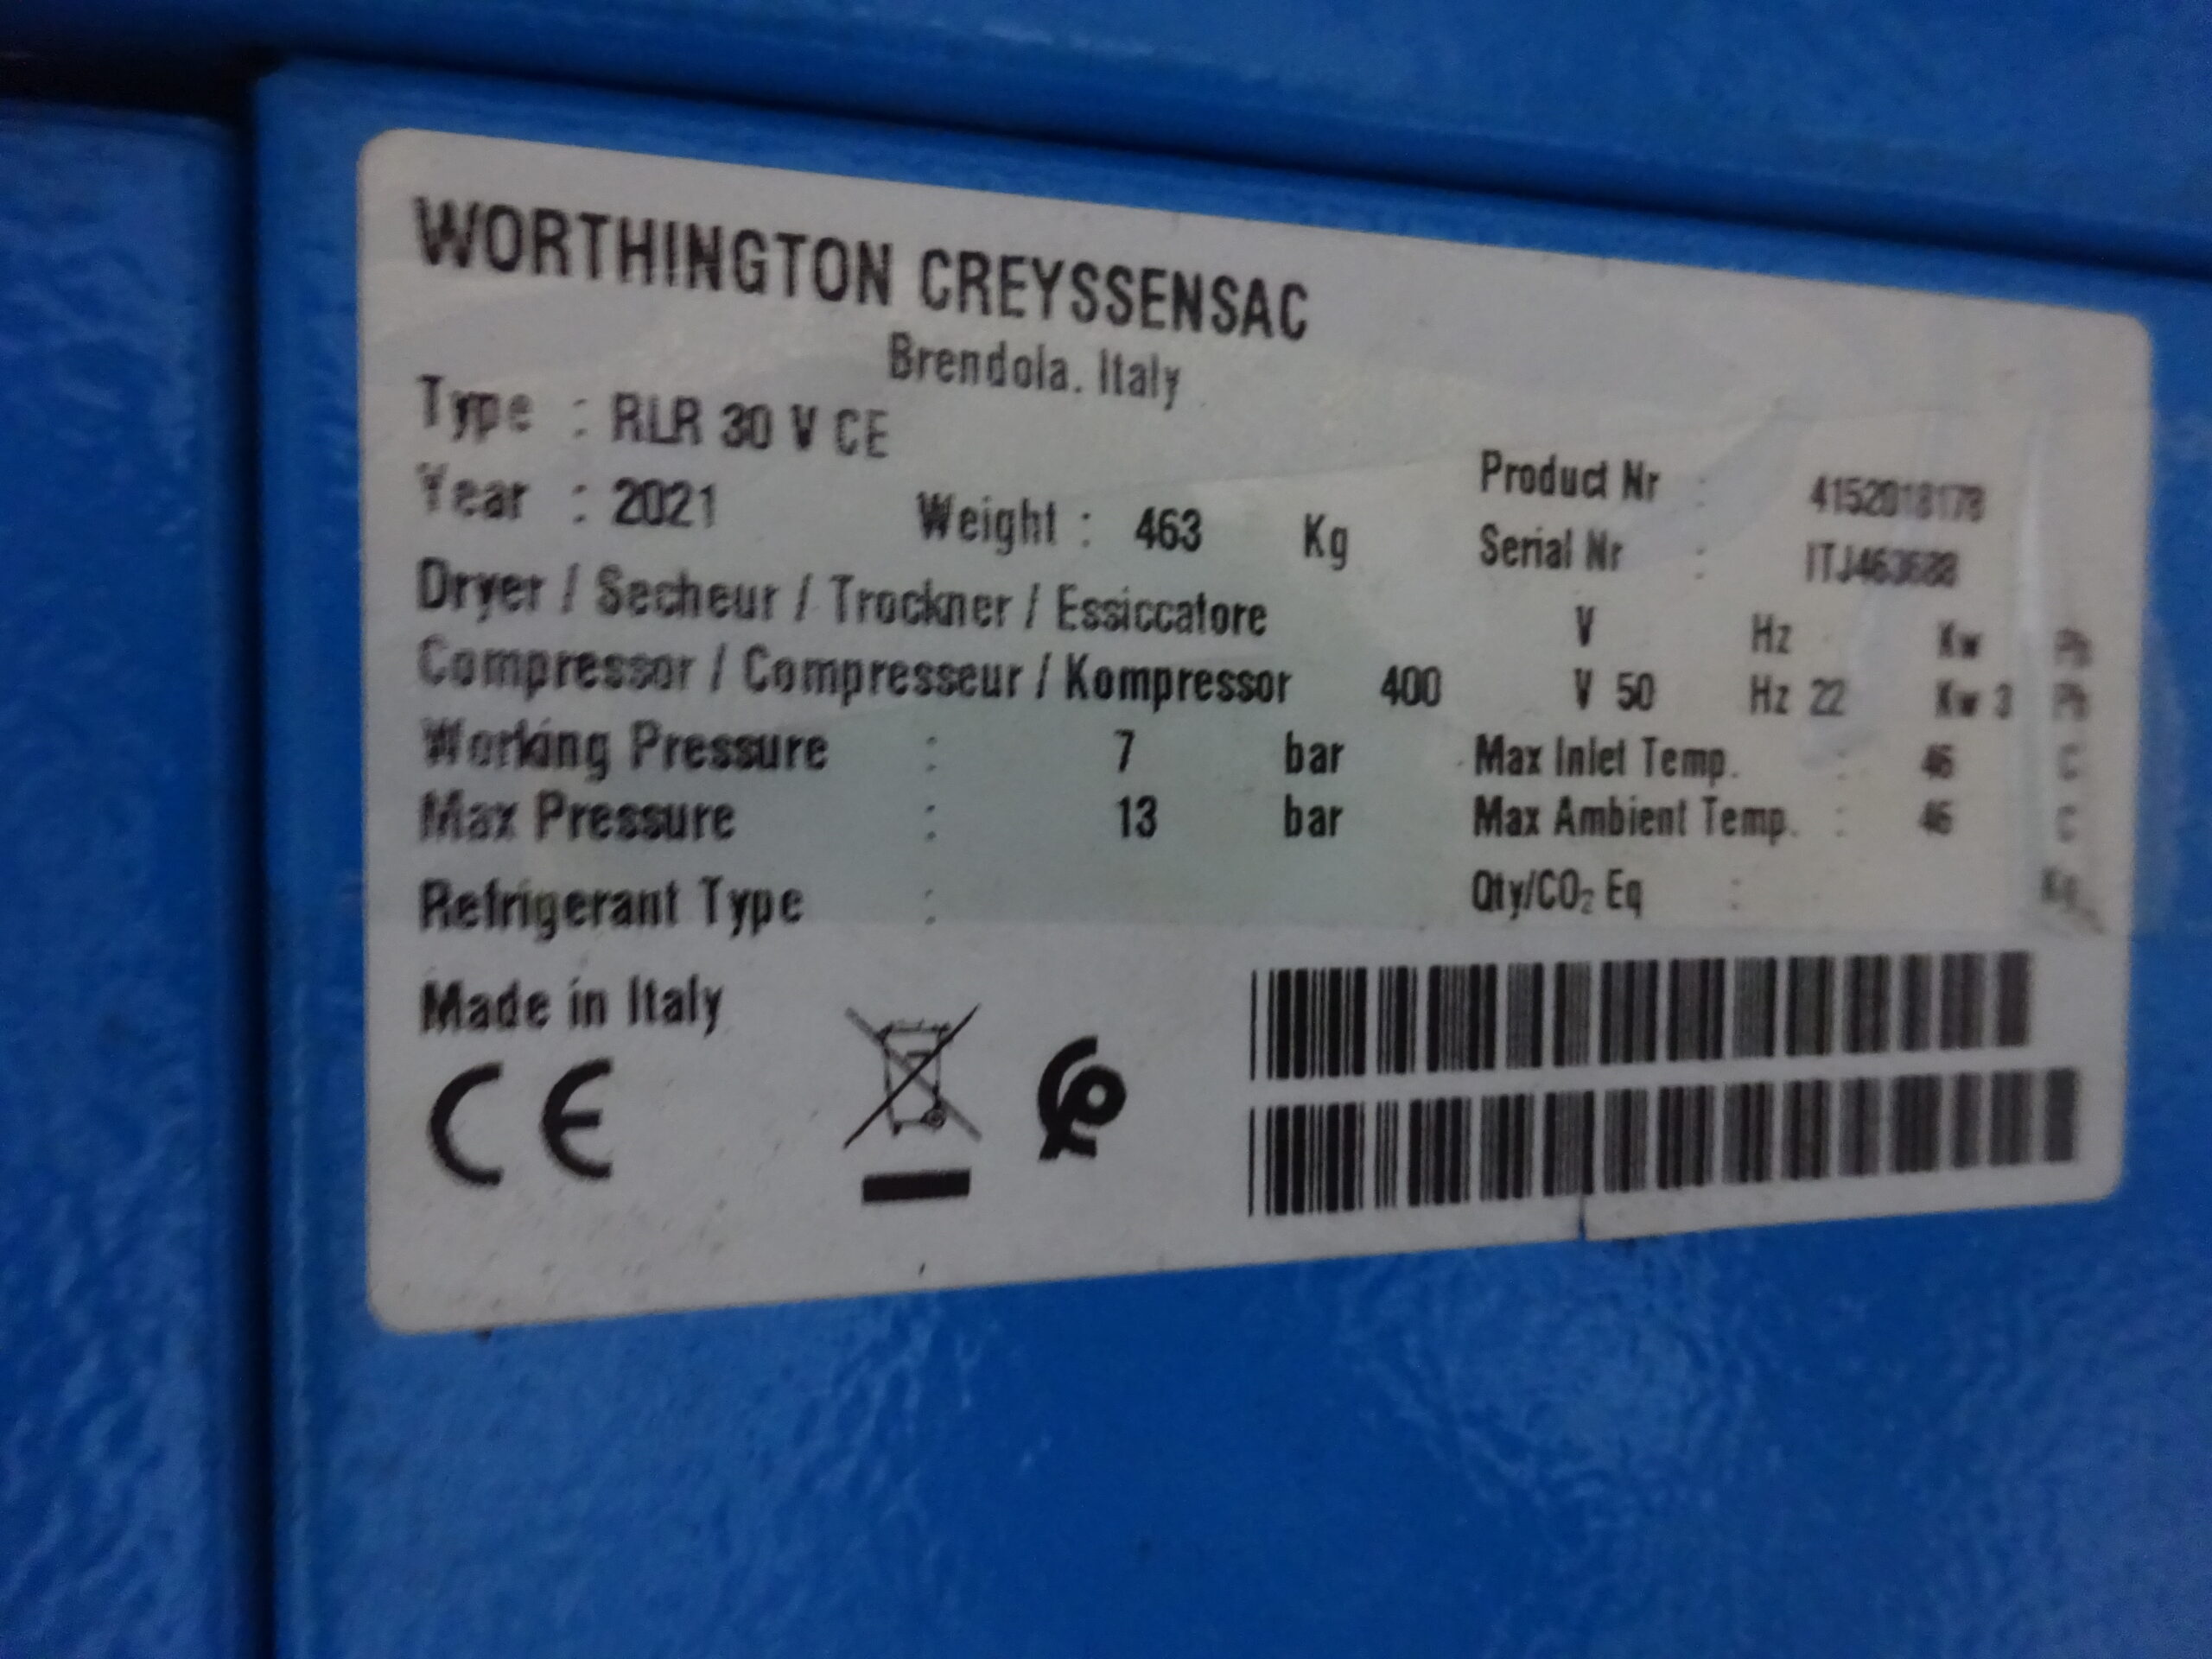 WORTHINGTON CREYSSENSAC
Brendola. Italy
Type : RLR 30 V CE
Year : 2021 Weight : 463 Kg
Product Nr : 4152018178
Serial Nr :
Dryer / Secheur / Trockner / Essiccatore V Hz Kw Ph
Compressor / Compresseur / Kompressor 400 V 50 Hz 22 Kw 3 Ph
Working Pressure : 7 bar Max Inlet Temp. : 46 C
Max Pressure : 13 bar Max Ambient Temp. : 46 C
Refrigerant Type : Qty/CO₂ Eq : Kg
Made in Italy
CE